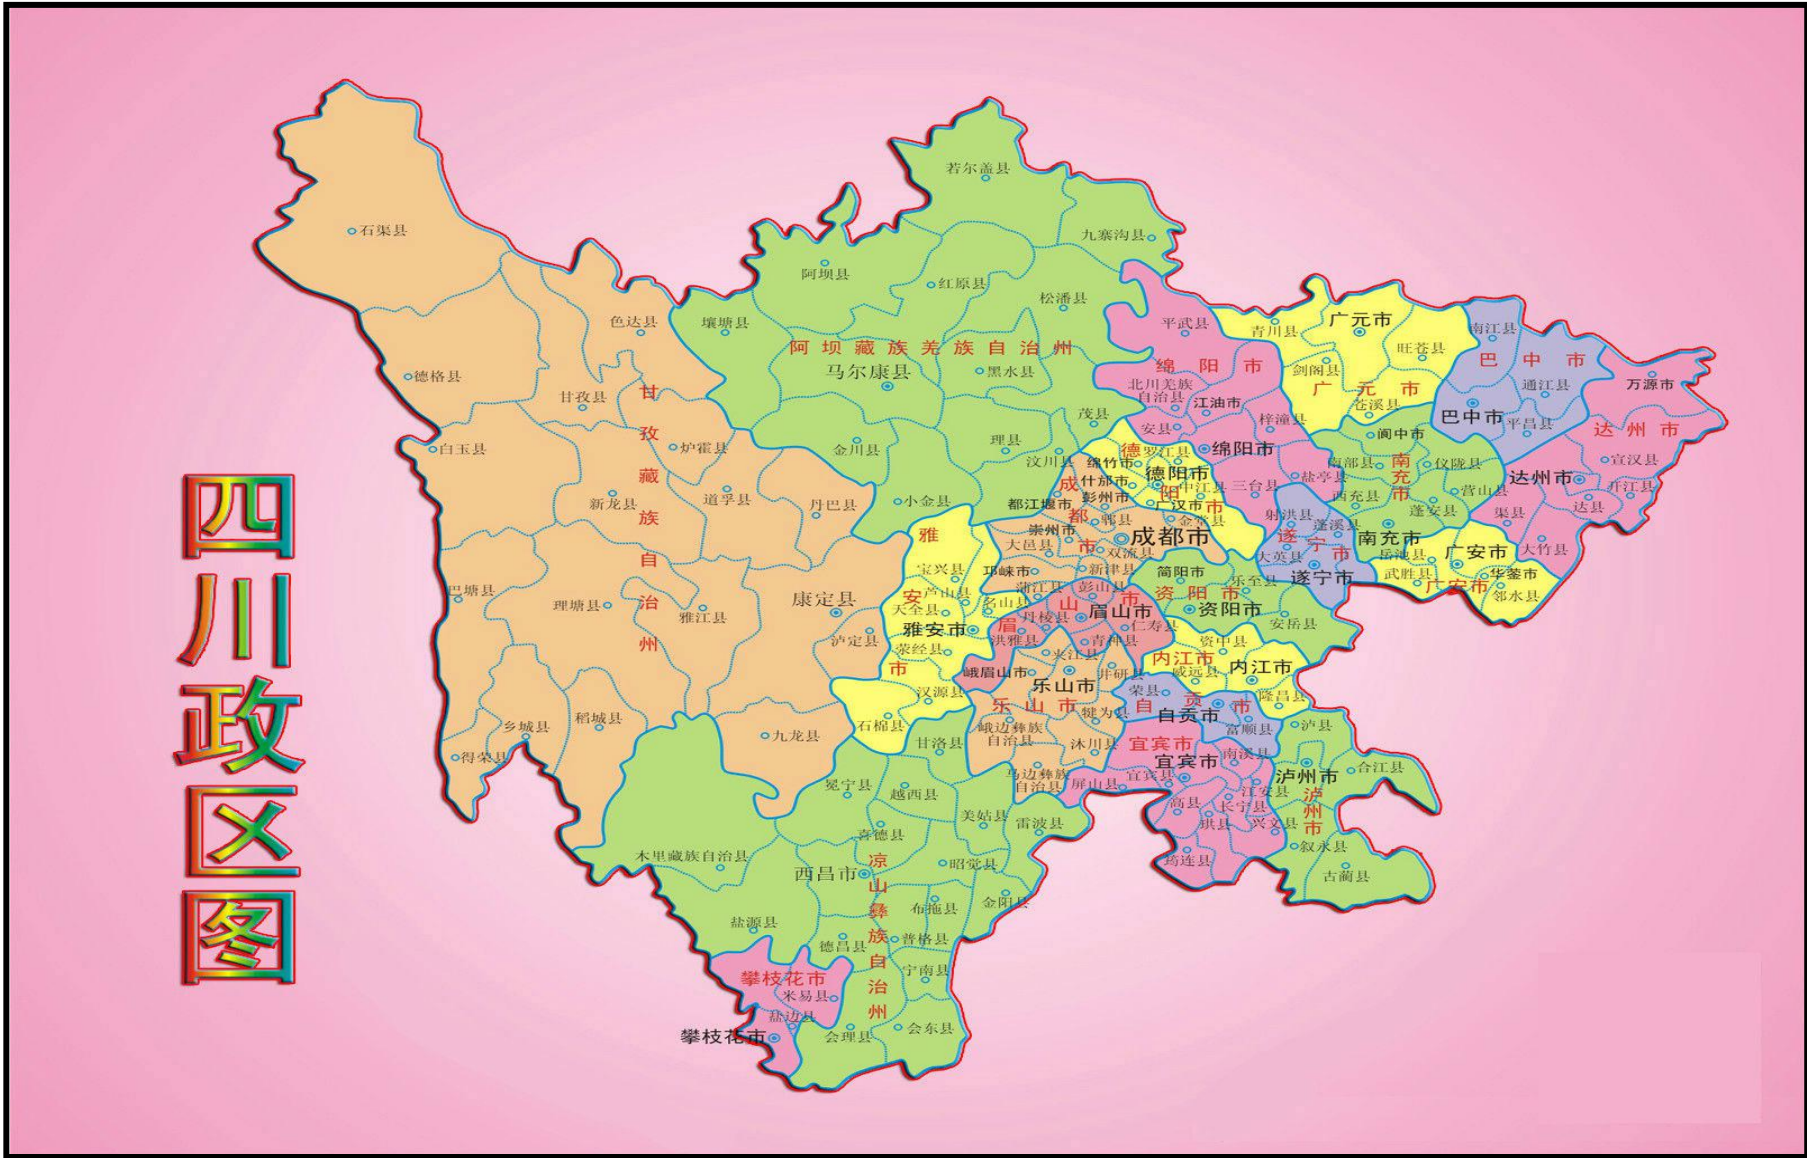 四川政区图
石渠县
若尔盖县
九寨沟县
阿坝县
红原县
松潘县
色达县
壤塘县
阿坝藏族羌族自治州
马尔康县
黑水县
平武县
青川县
广元市
旺苍县
南江县
巴中市
德格县
甘孜县
甘孜藏族自治州
绵阳市
剑阁县
广元市
苍溪县
通江县
万源市
北川羌族
自治县
江油市
梓潼县
巴中市
平昌县
达州市
白玉县
炉霍县
金川县
理县
茂县
安县
绵阳市
阆中市
汶川县
德阳市
罗江县
绵竹市
德阳市
什邡市
中江县
三台县
盐亭县
南部县
南充市
仪陇县
营山县
达州市
宣汉县
开江县
新龙县
道孚县
丹巴县
小金县
都江堰市
彭州市
广汉市
成都市
郫县
金堂县
射洪县
西充县
蓬安县
渠县
达县
崇州市
成都市
蓬溪县
遂宁市
南充市
大邑县
双流县
大英县
遂宁市
岳池县
广安市
大竹县
雅安市
宝兴县
邛崃市
新津县
简阳市
乐至县
武胜县
广安市
华蓥市
邻水县
巴塘县
理塘县
雅江县
康定县
芦山县
天全县
名山县
蒲江县
彭山县
资阳市
资阳市
安岳县
雅安市
眉山市
丹棱县
眉山市
仁寿县
泸定县
荥经县
洪雅县
青神县
资中县
夹江县
内江市
内江市
峨眉山市
井研县
威远县
汉源县
乐山市
荣县
隆昌县
乐山市
犍为县
自贡市
自贡市
富顺县
泸县
乡城县
稻城县
石棉县
得荣县
九龙县
甘洛县
峨边彝族
自治县
沐川县
宜宾市
宜宾市
南溪县
泸州市
合江县
马边彝族
自治县
屏山县
宜宾县
江安县
泸州市
冕宁县
越西县
美姑县
雷波县
高县
长宁县
珙县
兴文县
喜德县
叙永县
木里藏族自治县
西昌市
凉山彝族自治州
昭觉县
筠连县
古蔺县
盐源县
布拖县
金阳县
德昌县
普格县
宁南县
攀枝花市
米易县
盐边县
攀枝花市
会理县
会东县